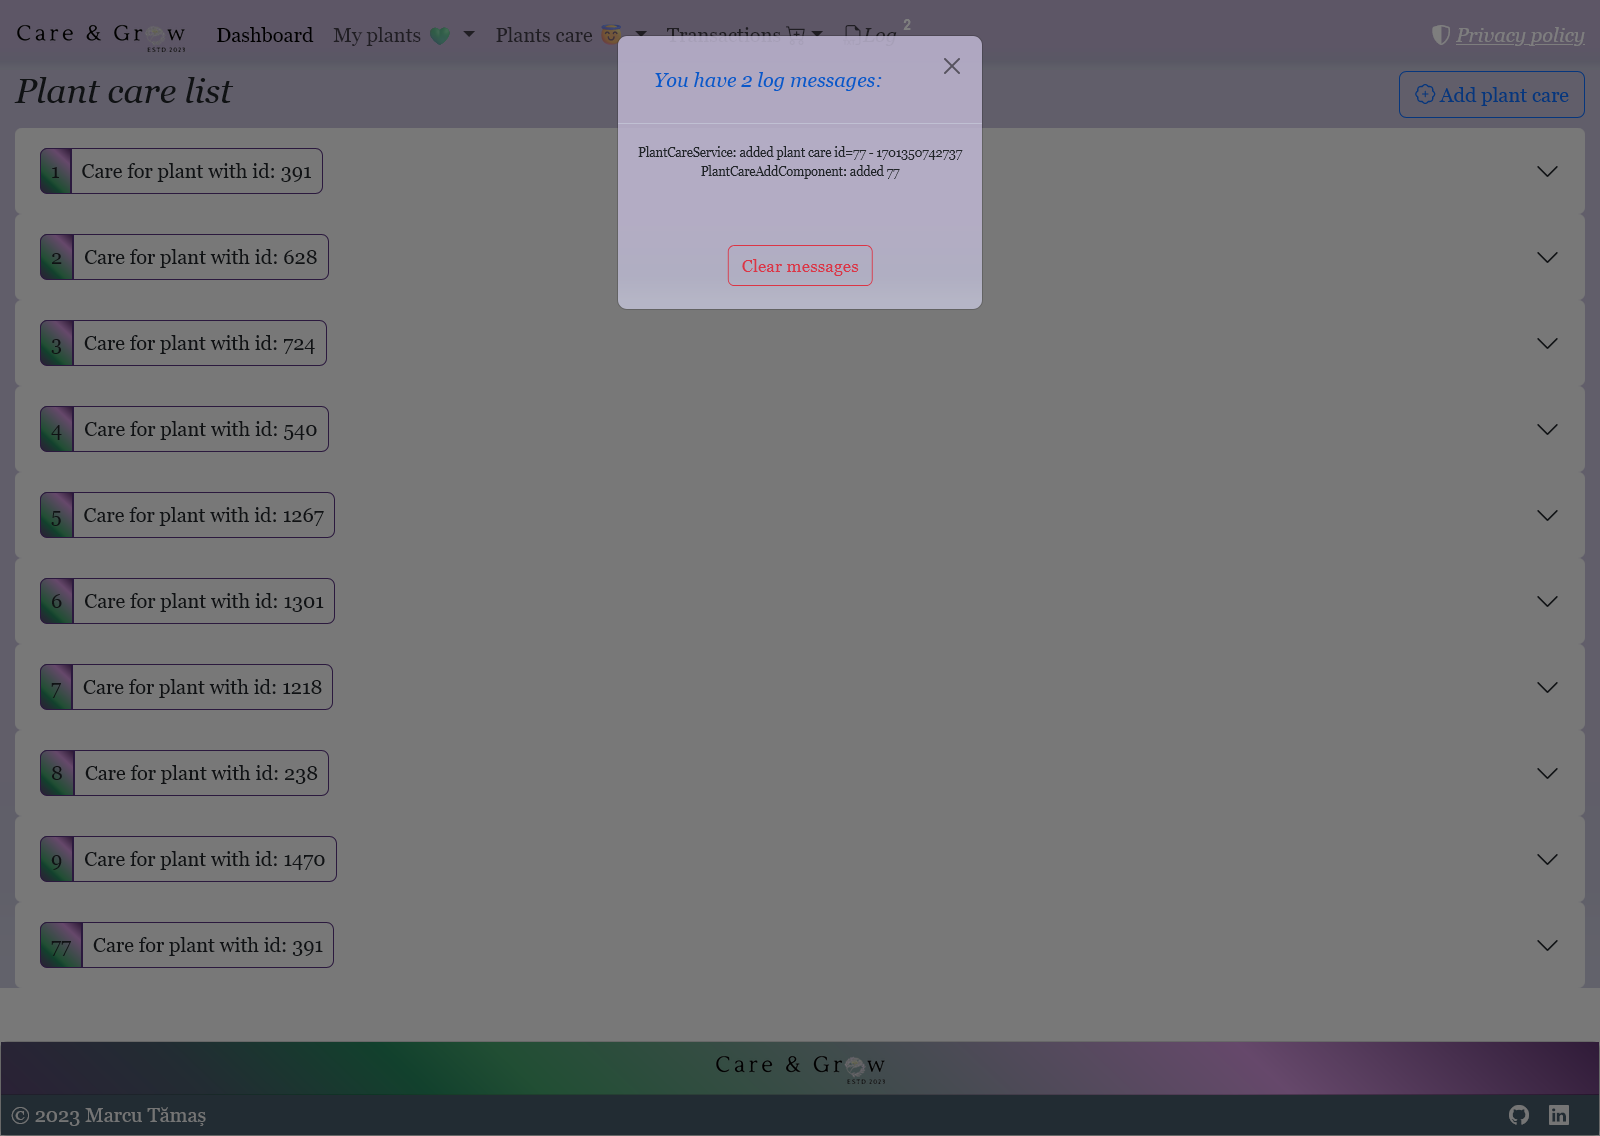 Care & Grow
ESTD 2023
Dashboard
My plants
Plants care
Transactions
Log
2
Privacy policy
Plant care list
Add plant care
You have 2 log messages:
PlantCareService: added plant care id=77 - 1701350742737
PlantCareAddComponent: added 77
Clear messages
1 Care for plant with id: 391
2 Care for plant with id: 628
3 Care for plant with id: 724
4 Care for plant with id: 540
5 Care for plant with id: 1267
6 Care for plant with id: 1301
7 Care for plant with id: 1218
8 Care for plant with id: 238
9 Care for plant with id: 1470
77 Care for plant with id: 391
Care & Grow
ESTD 2023
© 2023 Marcu Tămaș